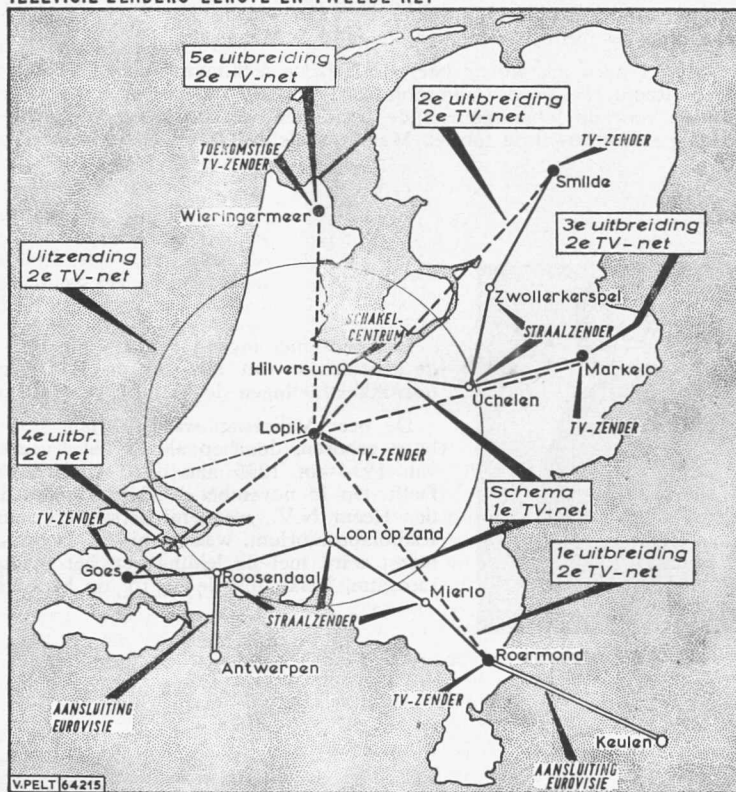 TELEVISIE-ZENDERS EERSTE EN TWEEDE NET
5e uitbreiding
2e TV-net
2e uitbreiding
2e TV-net
TOEKOMSTIGE
TV-ZENDER
TV-ZENDER
Smilde
Wieringermeer
3e uitbreiding
2e TV-net
Uitzending
2e TV-net
Zwollerkerspel
SCHAKEL-
CENTRUM
STRAALZENDER
Hilversum
Markelo
Uchelen
Lopik
TV-ZENDER
TV-ZENDER
4e uitbr.
2e net
Schema
1e TV-net
TV-ZENDER
Loon op Zand
Goes
Roosendaal
1e uitbreiding
2e TV-net
Mierlo
STRAALZENDER
Antwerpen
Roermond
TV-ZENDER
AANSLUITING
EUROVISIE
Keulen
AANSLUITING
EUROVISIE
V.PELT 64215